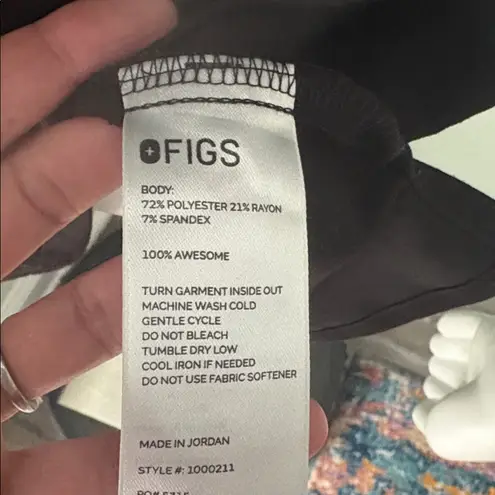 FIGS
BODY:
72% POLYESTER 21% RAYON
7% SPANDEX
100% AWESOME
TURN GARMENT INSIDE OUT
MACHINE WASH COLD
GENTLE CYCLE
DO NOT BLEACH
TUMBLE DRY LOW
COOL IRON IF NEEDED
DO NOT USE FABRIC SOFTENER
MADE IN JORDAN
STYLE #: 1000211